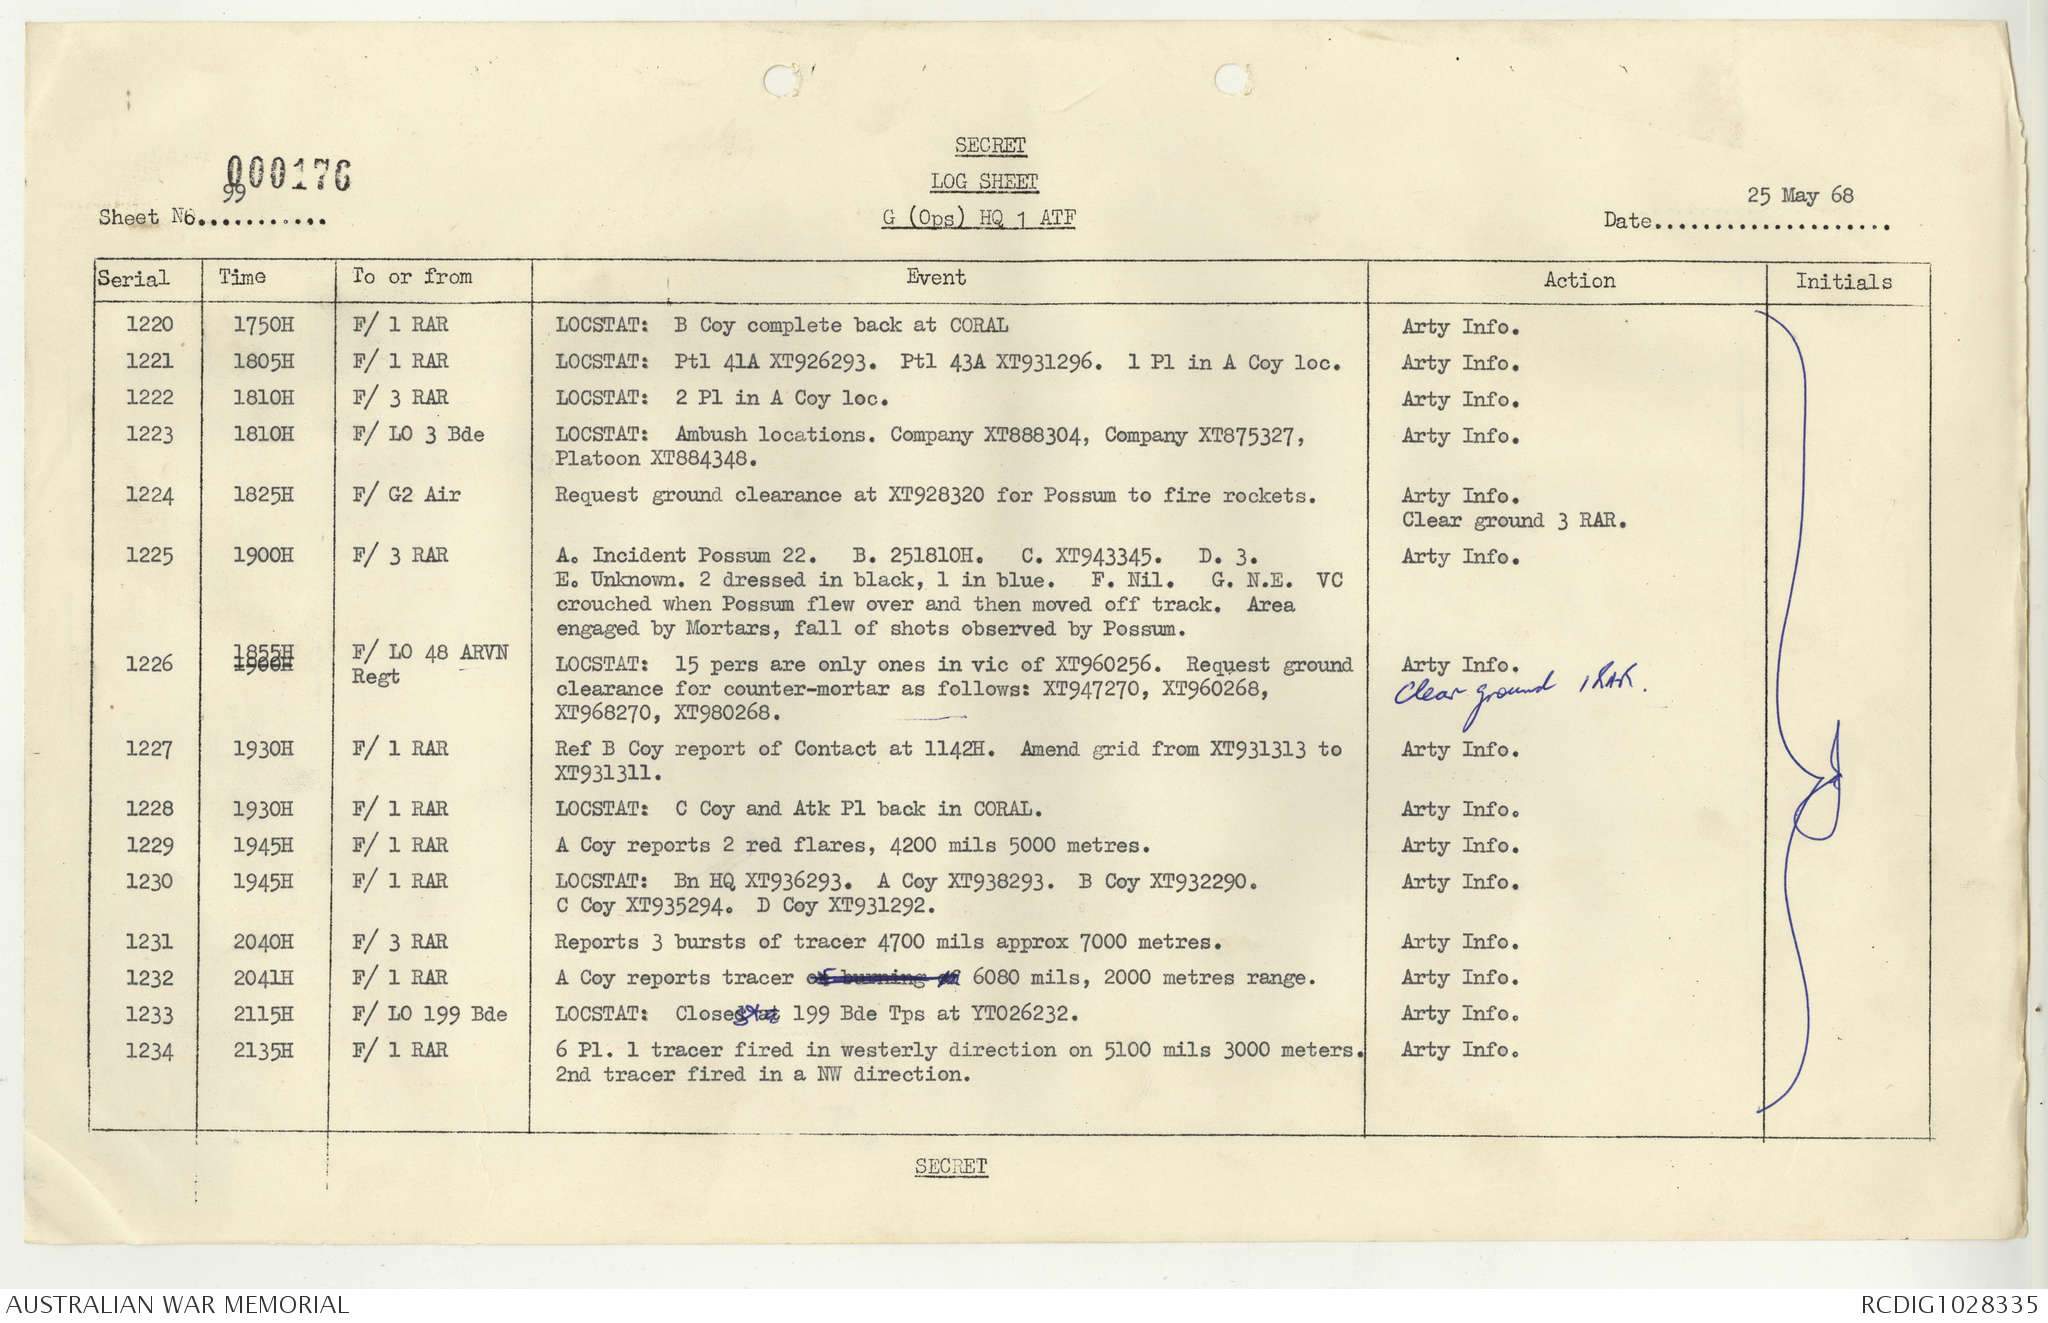 SECRET
000176
LOG SHEET
99
Sheet No............
G (Ops) HQ 1 ATF
25 May 68
Date....................
Serial Time To or from Event Action Initials
1220 1750H F/ 1 RAR LOCSTAT: B Coy complete back at CORAL Arty Info.
1221 1805H F/ 1 RAR LOCSTAT: Ptl 41A XT926293. Ptl 43A XT931296. 1 Pl in A Coy loc. Arty Info.
1222 1810H F/ 3 RAR LOCSTAT: 2 Pl in A Coy loc. Arty Info.
1223 1810H F/ LO 3 Bde LOCSTAT: Ambush locations. Company XT888304, Company XT875327, Arty Info.
Platoon XT884348.
1224 1825H F/ G2 Air Request ground clearance at XT928320 for Possum to fire rockets. Arty Info.
Clear ground 3 RAR.
1225 1900H F/ 3 RAR A. Incident Possum 22. B. 251810H. C. XT943345. D. 3. Arty Info.
E. Unknown. 2 dressed in black, 1 in blue. F. Nil. G. N.E. VC
crouched when Possum flew over and then moved off track. Area
engaged by Mortars, fall of shots observed by Possum.
1855H F/ LO 48 ARVN
1226 1900H Regt LOCSTAT: 15 pers are only ones in vic of XT960256. Request ground Arty Info.
clearance for counter-mortar as follows: XT947270, XT960268, Clear ground 1 RAR.
XT968270, XT980268.
1227 1930H F/ 1 RAR Ref B Coy report of Contact at 1142H. Amend grid from XT931313 to Arty Info.
XT931311.
1228 1930H F/ 1 RAR LOCSTAT: C Coy and Atk Pl back in CORAL. Arty Info.
1229 1945H F/ 1 RAR A Coy reports 2 red flares, 4200 mils 5000 metres. Arty Info.
1230 1945H F/ 1 RAR LOCSTAT: Bn HQ XT936293. A Coy XT938293. B Coy XT932290. Arty Info.
C Coy XT935294. D Coy XT931292.
1231 2040H F/ 3 RAR Reports 3 bursts of tracer 4700 mils approx 7000 metres. Arty Info.
1232 2041H F/ 1 RAR A Coy reports tracer of burning of 6080 mils, 2000 metres range. Arty Info.
1233 2115H F/ LO 199 Bde LOCSTAT: Closest 199 Bde Tps at YT026232. Arty Info.
1234 2135H F/ 1 RAR 6 Pl. 1 tracer fired in westerly direction on 5100 mils 3000 meters. Arty Info.
2nd tracer fired in a NW direction.
SECRET
AUSTRALIAN WAR MEMORIAL RCDIG1028335